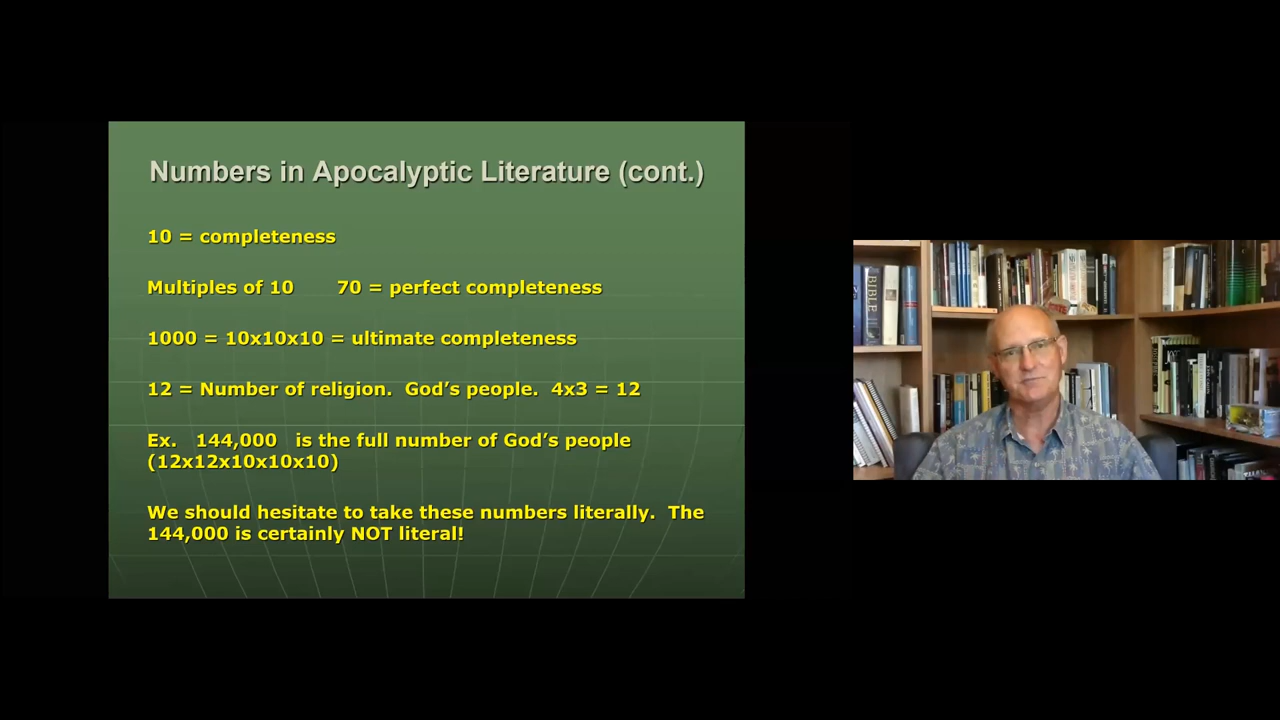 Numbers in Apocalyptic Literature (cont.)
10 = completeness
Multiples of 10 70 = perfect completeness
1000 = 10x10x10 = ultimate completeness
12 = Number of religion. God’s people. 4x3 = 12
Ex. 144,000 is the full number of God’s people
(12x12x10x10x10)
We should hesitate to take these numbers literally. The
144,000 is certainly NOT literal!
BIBLE